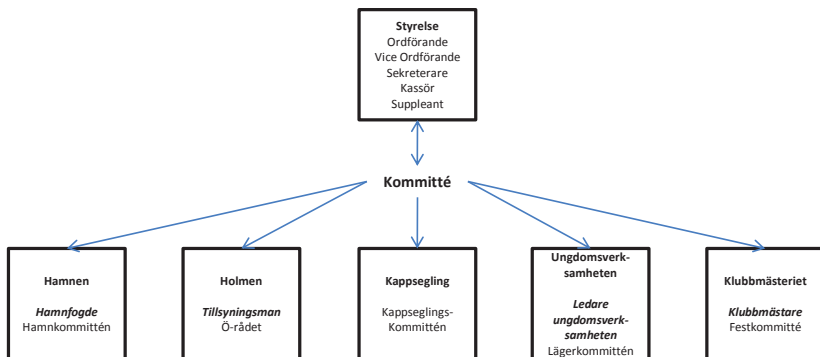 Styrelse
Ordförande
Vice Ordförande
Sekreterare
Kassör
Suppleant
Kommitté
Hamnen
Hamnfogde
Hamnkommittén
Holmen
Tillsyningsman
Ö-rådet
Kappsegling
Kappseglings-
Kommittén
Ungdomsverk-
samheten
Ledare
ungdomsverk-
samheten
Lägerkommittén
Klubbmästeriet
Klubbmästare
Festkommitté